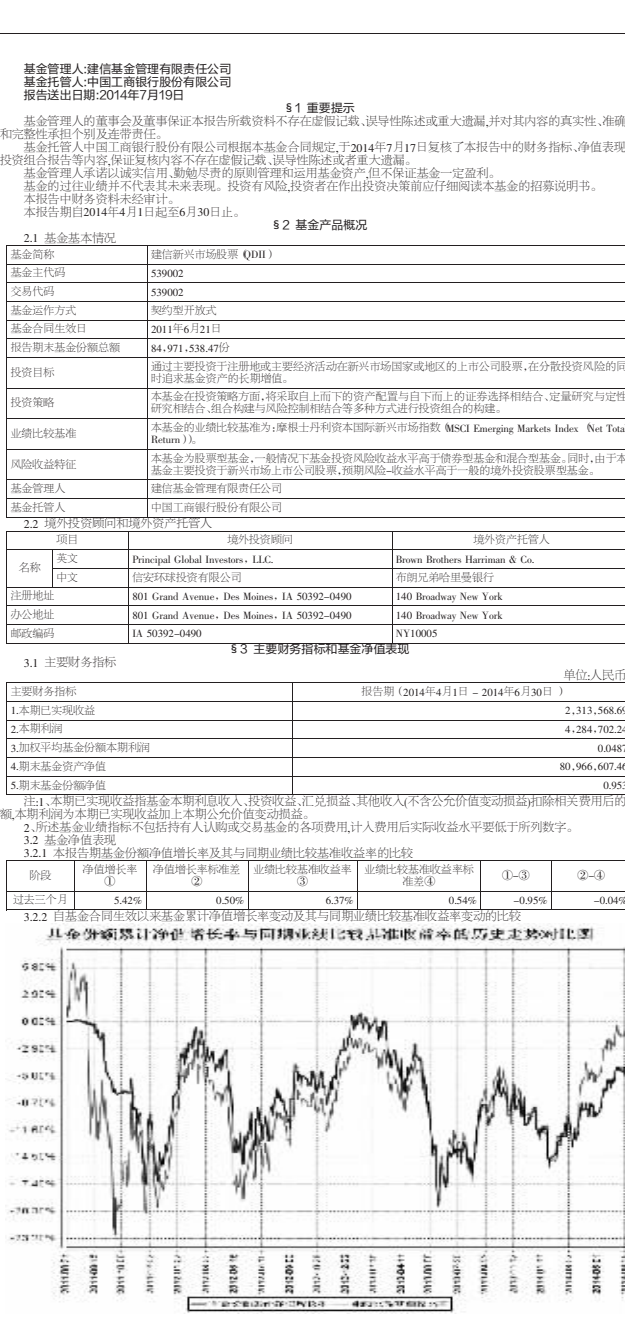 基金管理人:建信基金管理有限责任公司
基金托管人:中国工商银行股份有限公司
报告送出日期:2014年7月19日
§1 重要提示
基金管理人的董事会及董事保证本报告所载资料不存在虚假记载、误导性陈述或重大遗漏,并对其内容的真实性、准确
和完整性承担个别及连带责任。
基金托管人中国工商银行股份有限公司根据本基金合同规定,于2014年7月17日复核了本报告中的财务指标、净值表现
投资组合报告等内容,保证复核内容不存在虚假记载、误导性陈述或者重大遗漏。
基金管理人承诺以诚实信用、勤勉尽责的原则管理和运用基金资产,但不保证基金一定盈利。
基金的过往业绩并不代表其未来表现。投资有风险,投资者在作出投资决策前应仔细阅读本基金的招募说明书。
本报告中财务资料未经审计。
本报告期自2014年4月1日起至6月30日止。
§2 基金产品概况
2.1 基金基本情况
基金简称 建信新兴市场股票(QDII)
基金主代码 539002
交易代码 539002
基金运作方式 契约型开放式
基金合同生效日 2011年6月21日
报告期末基金份额总额 84,971,538.47份
投资目标 通过主要投资于注册地或主要经济活动在新兴市场国家或地区的上市公司股票,在分散投资风险的同
时追求基金资产的长期增值。
投资策略 本基金在投资策略方面,将采取自上而下的资产配置与自下而上的证券选择相结合、定量研究与定性
研究相结合、组合构建与风险控制相结合等多种方式进行投资组合的构建。
业绩比较基准 本基金的业绩比较基准为:摩根士丹利资本国际新兴市场指数(MSCI Emerging Markets Index (Net Total
Return))。
风险收益特征 本基金为股票型基金,一般情况下基金投资风险收益水平高于债券型基金和混合型基金。同时,由于本
基金主要投资于新兴市场上市公司股票,预期风险-收益水平高于一般的境外投资股票型基金。
基金管理人 建信基金管理有限责任公司
基金托管人 中国工商银行股份有限公司
2.2 境外投资顾问和境外资产托管人
项目 境外投资顾问 境外资产托管人
名称 英文 Principal Global Investors, LLC. Brown Brothers Harriman & Co.
中文 信安环球投资有限公司 布朗兄弟哈里曼银行
注册地址 801 Grand Avenue, Des Moines, IA 50392-0490 140 Broadway New York
办公地址 801 Grand Avenue, Des Moines, IA 50392-0490 140 Broadway New York
邮政编码 IA 50392-0490 NY10005
§3 主要财务指标和基金净值表现
3.1 主要财务指标
单位:人民币
主要财务指标 报告期(2014年4月1日 - 2014年6月30日)
1.本期已实现收益 2,313,568.69
2.本期利润 4,284,702.24
3.加权平均基金份额本期利润 0.0487
4.期末基金资产净值 80,966,607.46
5.期末基金份额净值 0.953
注:1、本期已实现收益指基金本期利息收入、投资收益、汇兑损益、其他收入(不含公允价值变动损益)扣除相关费用后的
额,本期利润为本期已实现收益加上本期公允价值变动损益。
2、所述基金业绩指标不包括持有人认购或交易基金的各项费用,计入费用后实际收益水平要低于所列数字。
3.2 基金净值表现
3.2.1 本报告期基金份额净值增长率及其与同期业绩比较基准收益率的比较
阶段 净值增长率① 净值增长率标准差② 业绩比较基准收益率③ 业绩比较基准收益率标准差④ ①-③ ②-④
过去三个月 5.42% 0.50% 6.37% 0.54% -0.95% -0.04%
3.2.2 自基金合同生效以来基金累计净值增长率变动及其与同期业绩比较基准收益率变动的比较
基金份额累计净值增长率与同期业绩比较基准收益率的历史走势对比图
5.80%
2.90%
0.00%
-2.90%
-5.80%
-8.70%
-11.60%
-14.50%
-17.40%
-20.30%